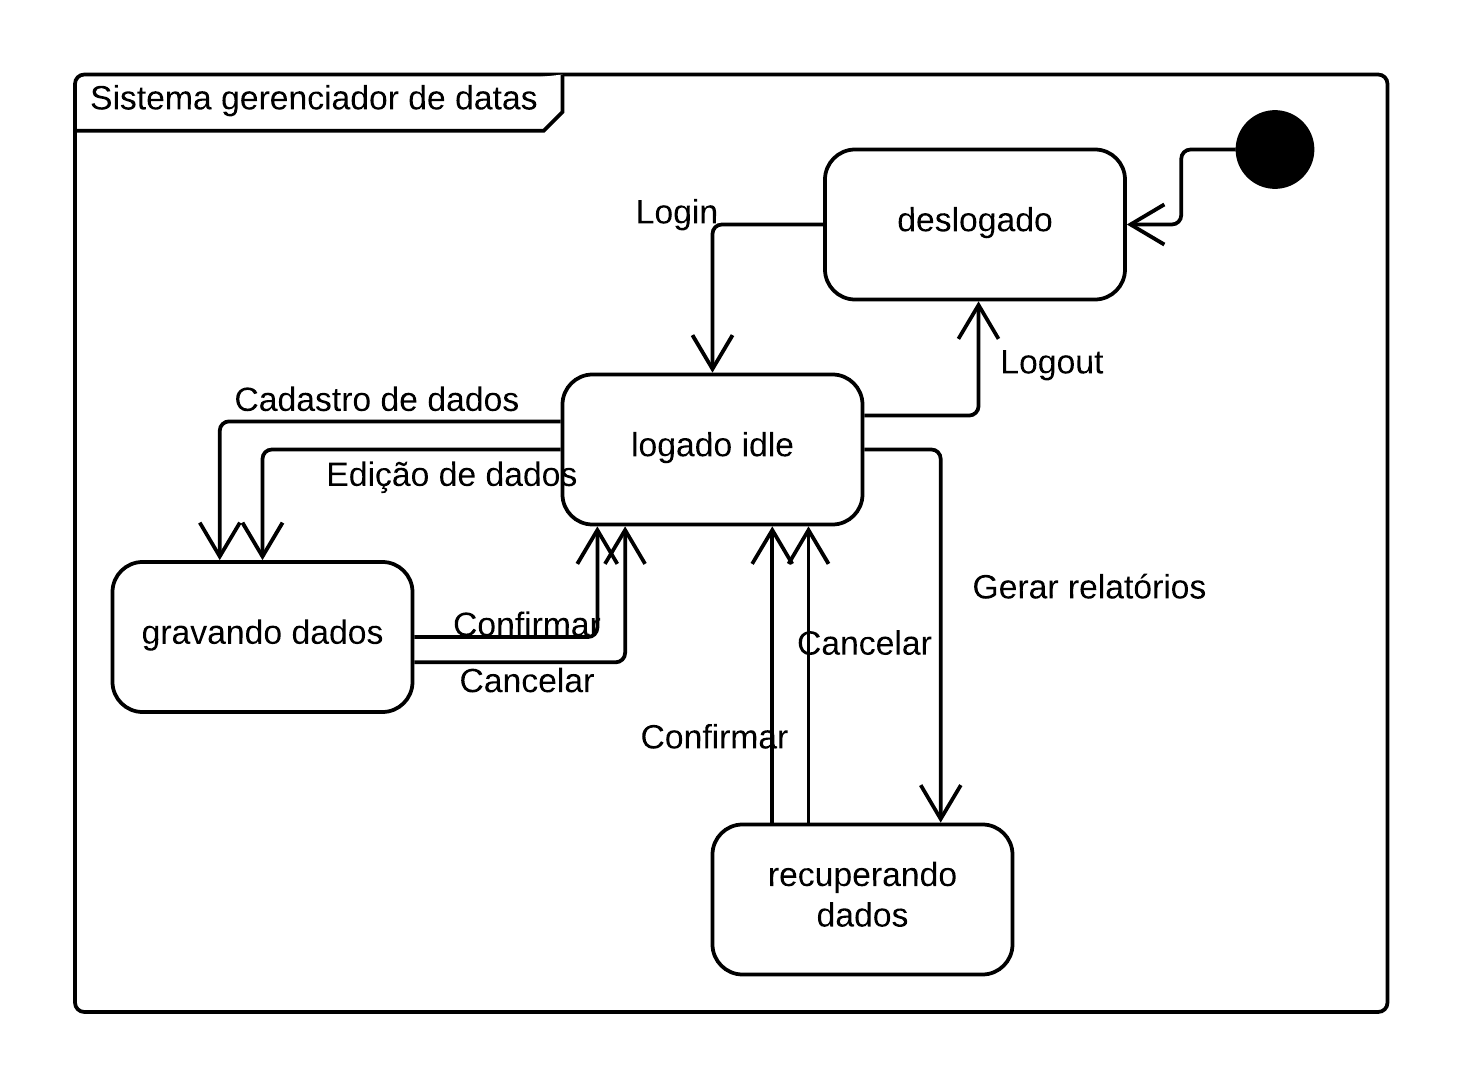 Sistema gerenciador de datas
Login
deslogado
Logout
Cadastro de dados
logado idle
Edição de dados
Gerar relatórios
gravando dados
Confirmar
Cancelar
Cancelar
Confirmar
recuperando
dados